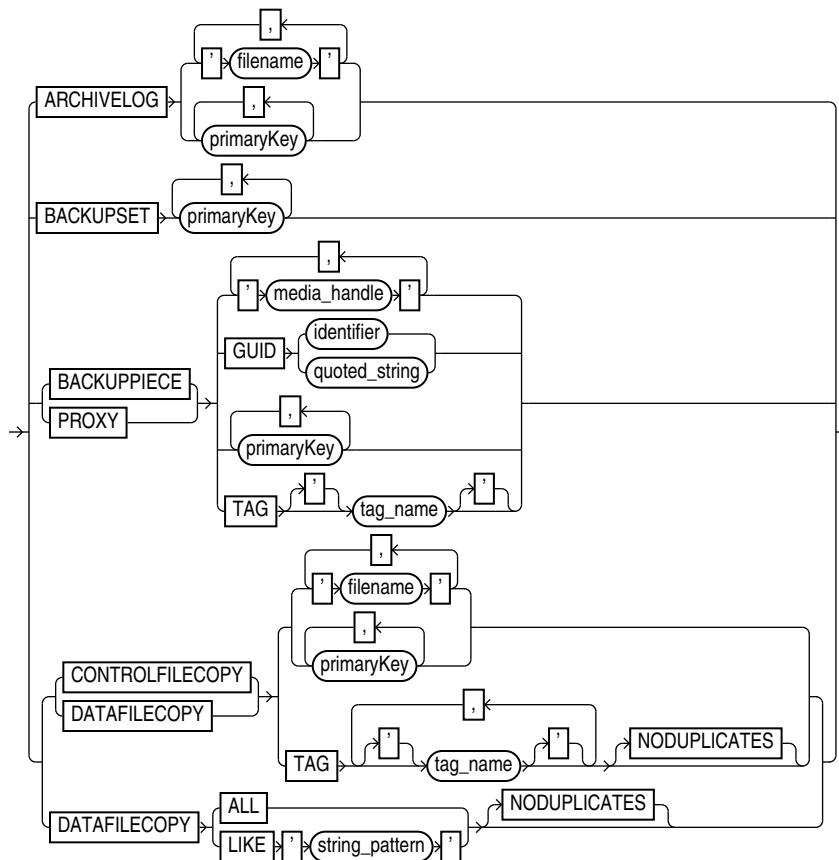 ,
' filename '
ARCHIVELOG
,
primaryKey
,
BACKUPSET primaryKey
,
' media_handle '
identifier
GUID
quoted_string
BACKUPPIECE
PROXY
,
primaryKey
' '
TAG tag_name
,
' filename '
,
primaryKey
CONTROLFILECOPY
DATAFILECOPY
,
' ' NODUPLICATES
TAG tag_name
ALL NODUPLICATES
DATAFILECOPY
LIKE ' string_pattern '